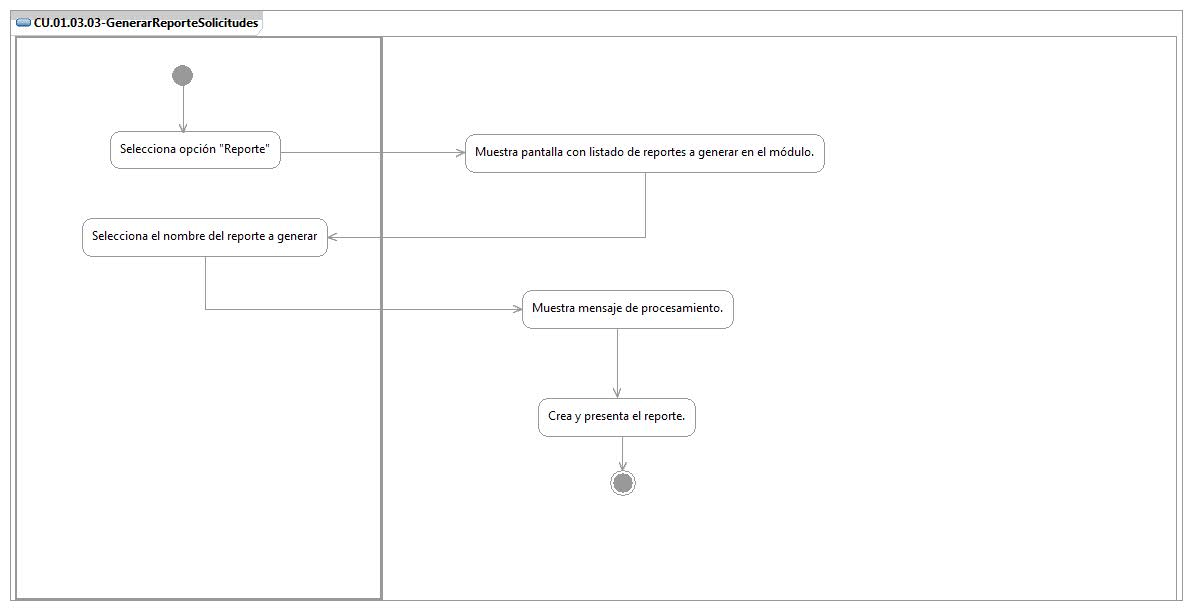 CU.01.03.03-GenerarReporteSolicitudes
Selecciona opción "Reporte"
Muestra pantalla con listado de reportes a generar en el módulo.
Selecciona el nombre del reporte a generar
Muestra mensaje de procesamiento.
Crea y presenta el reporte.